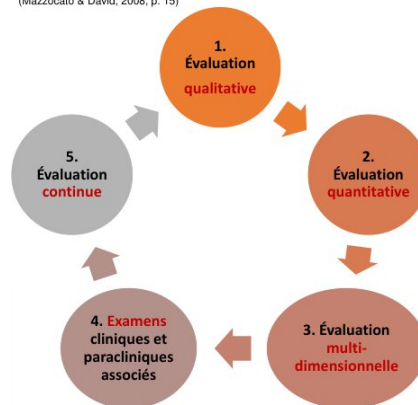 (Mazzocato & David, 2008, p. 15)
1.
Évaluation
qualitative
2.
Évaluation
quantitative
3. Évaluation
multi-
dimensionnelle
4. Examens
cliniques et
paracliniques
associés
5.
Évaluation
continue